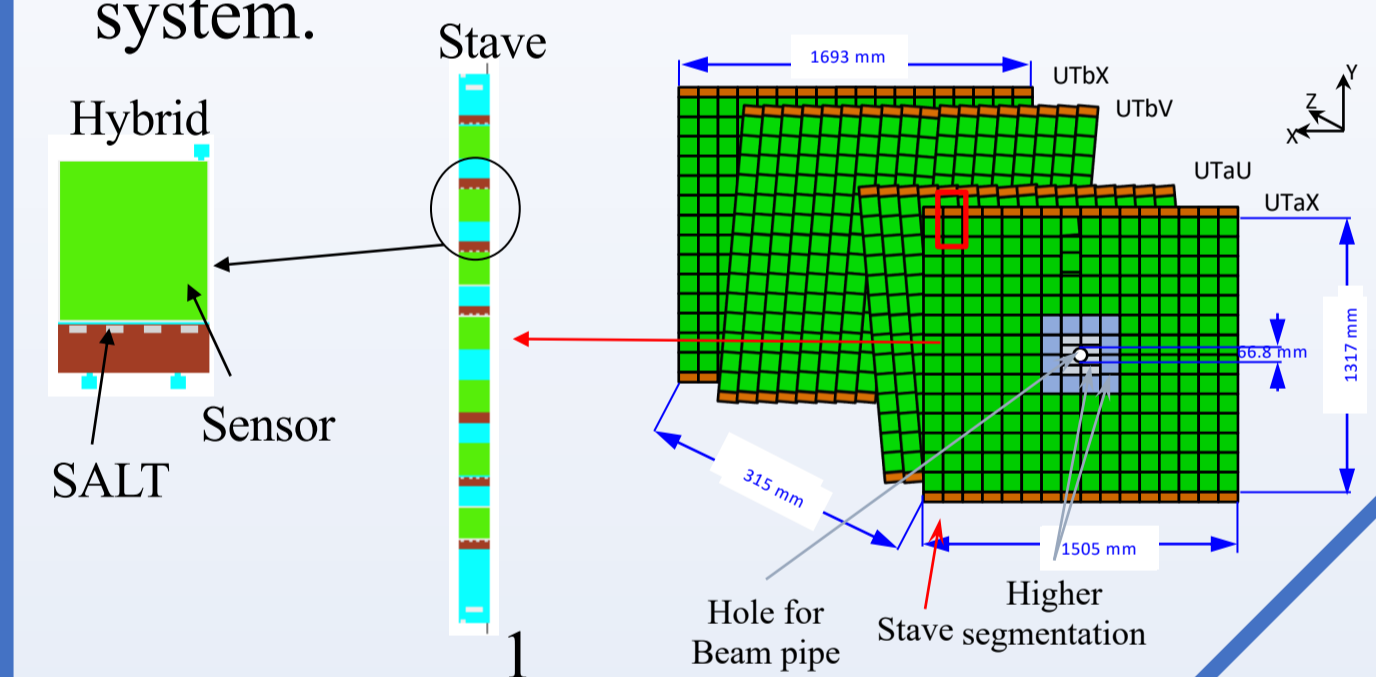 system.
Hybrid
Sensor
SALT
Stave
1
1693 mm
UTbX
UTbV
UTaU
UTaX
Y
Z
X
66.8 mm
1317 mm
315 mm
1505 mm
Hole for
Beam pipe
Stave
Higher
segmentation